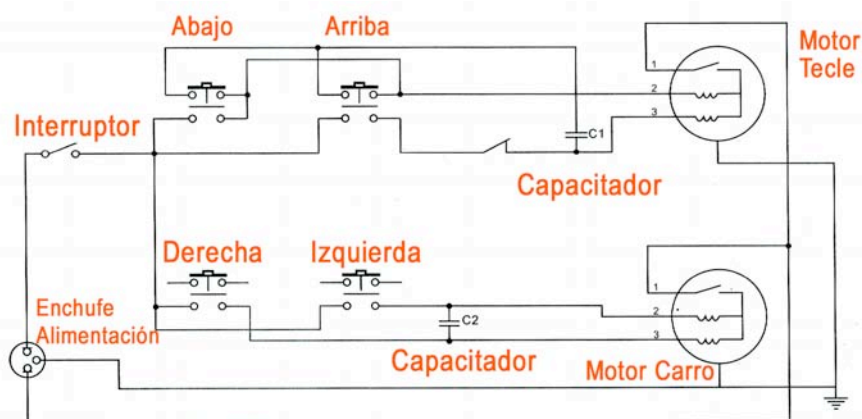 Abajo
Arriba
Motor
Tecle
1
2
3
Interruptor
C1
Capacitador
Derecha
Izquierda
1
2
3
Enchufe
Alimentación
C2
Capacitador
Motor Carro